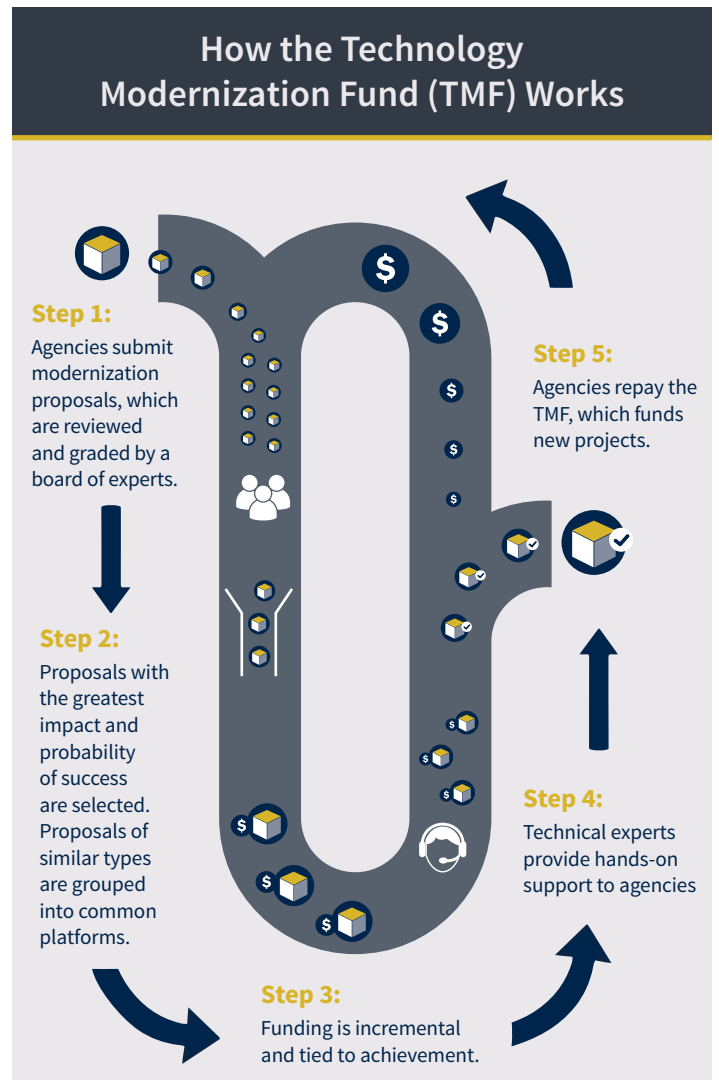 How the Technology
Modernization Fund (TMF) Works
Step 1:
Agencies submit
modernization
proposals, which
are reviewed
and graded by a
board of experts.
Step 2:
Proposals with
the greatest
impact and
probability
of success
are selected.
Proposals of
similar types
are grouped
into common
platforms.
Step 3:
Funding is incremental
and tied to achievement.
Step 4:
Technical experts
provide hands-on
support to agencies
Step 5:
Agencies repay the
TMF, which funds
new projects.
$
$
$
$
$
$
$
$
$
$
$